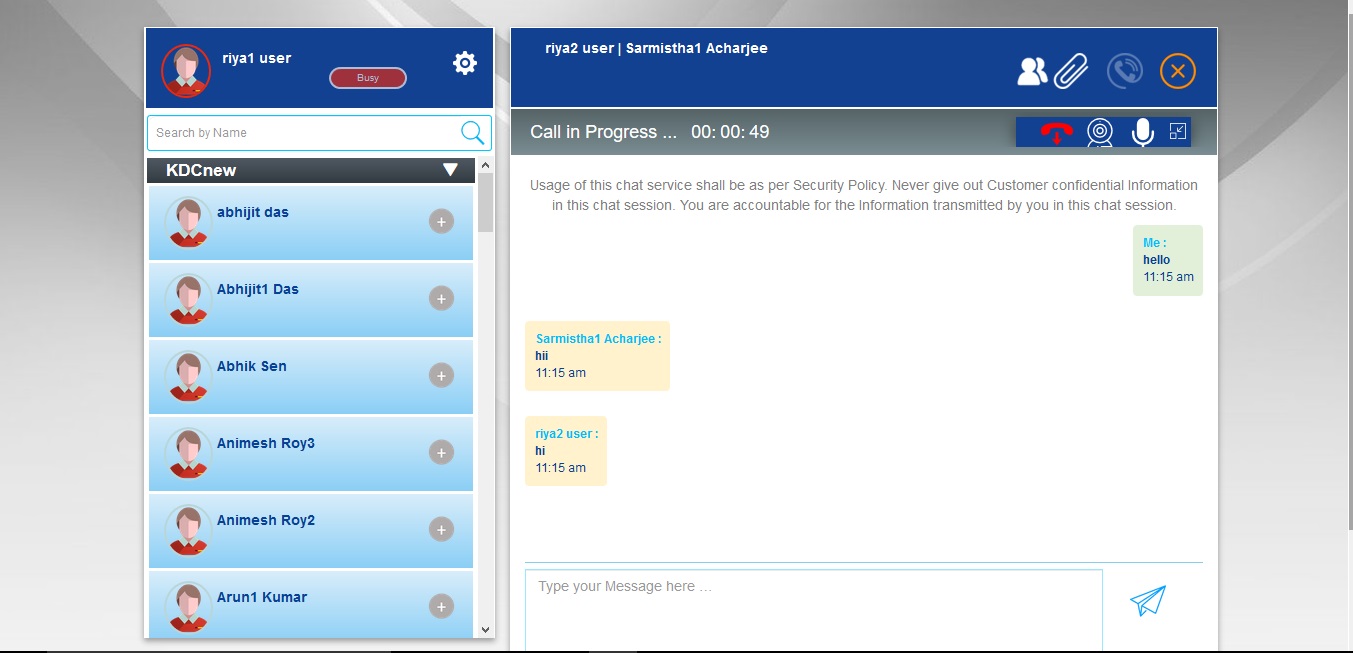 riya1 user
Busy
Search by Name
KDCnew
abhijit das
Abhijit1 Das
Abhik Sen
Animesh Roy3
Animesh Roy2
Arun1 Kumar
riya2 user | Sarmistha1 Acharjee
Call in Progress ... 00: 00: 49
Usage of this chat service shall be as per Security Policy. Never give out Customer confidential Information
in this chat session. You are accountable for the Information transmitted by you in this chat session.
Me :
hello
11:15 am
Sarmistha1 Acharjee :
hii
11:15 am
riya2 user :
hi
11:15 am
Type your Message here ...